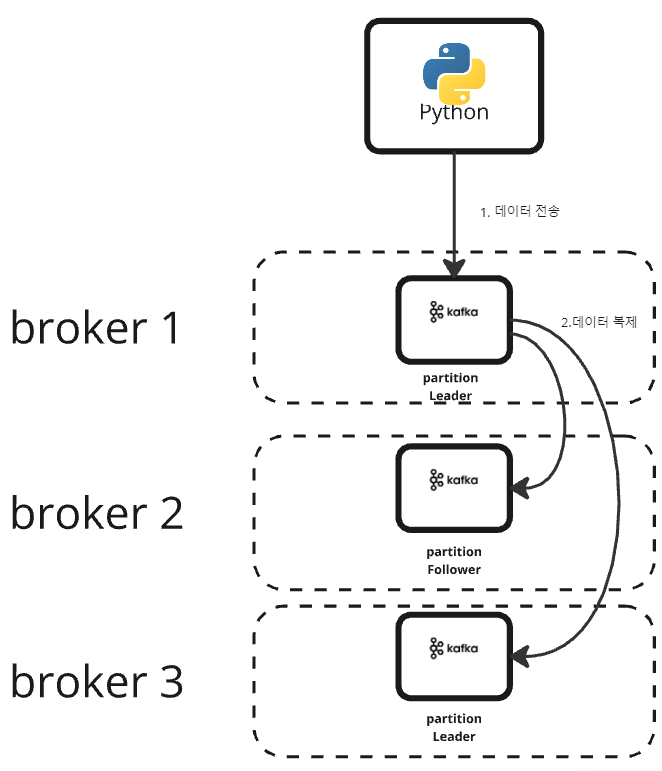 Python
1. 데이터 전송
broker 1
kafka
2.데이터 복제
partition
Leader
broker 2
kafka
partition
Follower
broker 3
kafka
partition
Leader